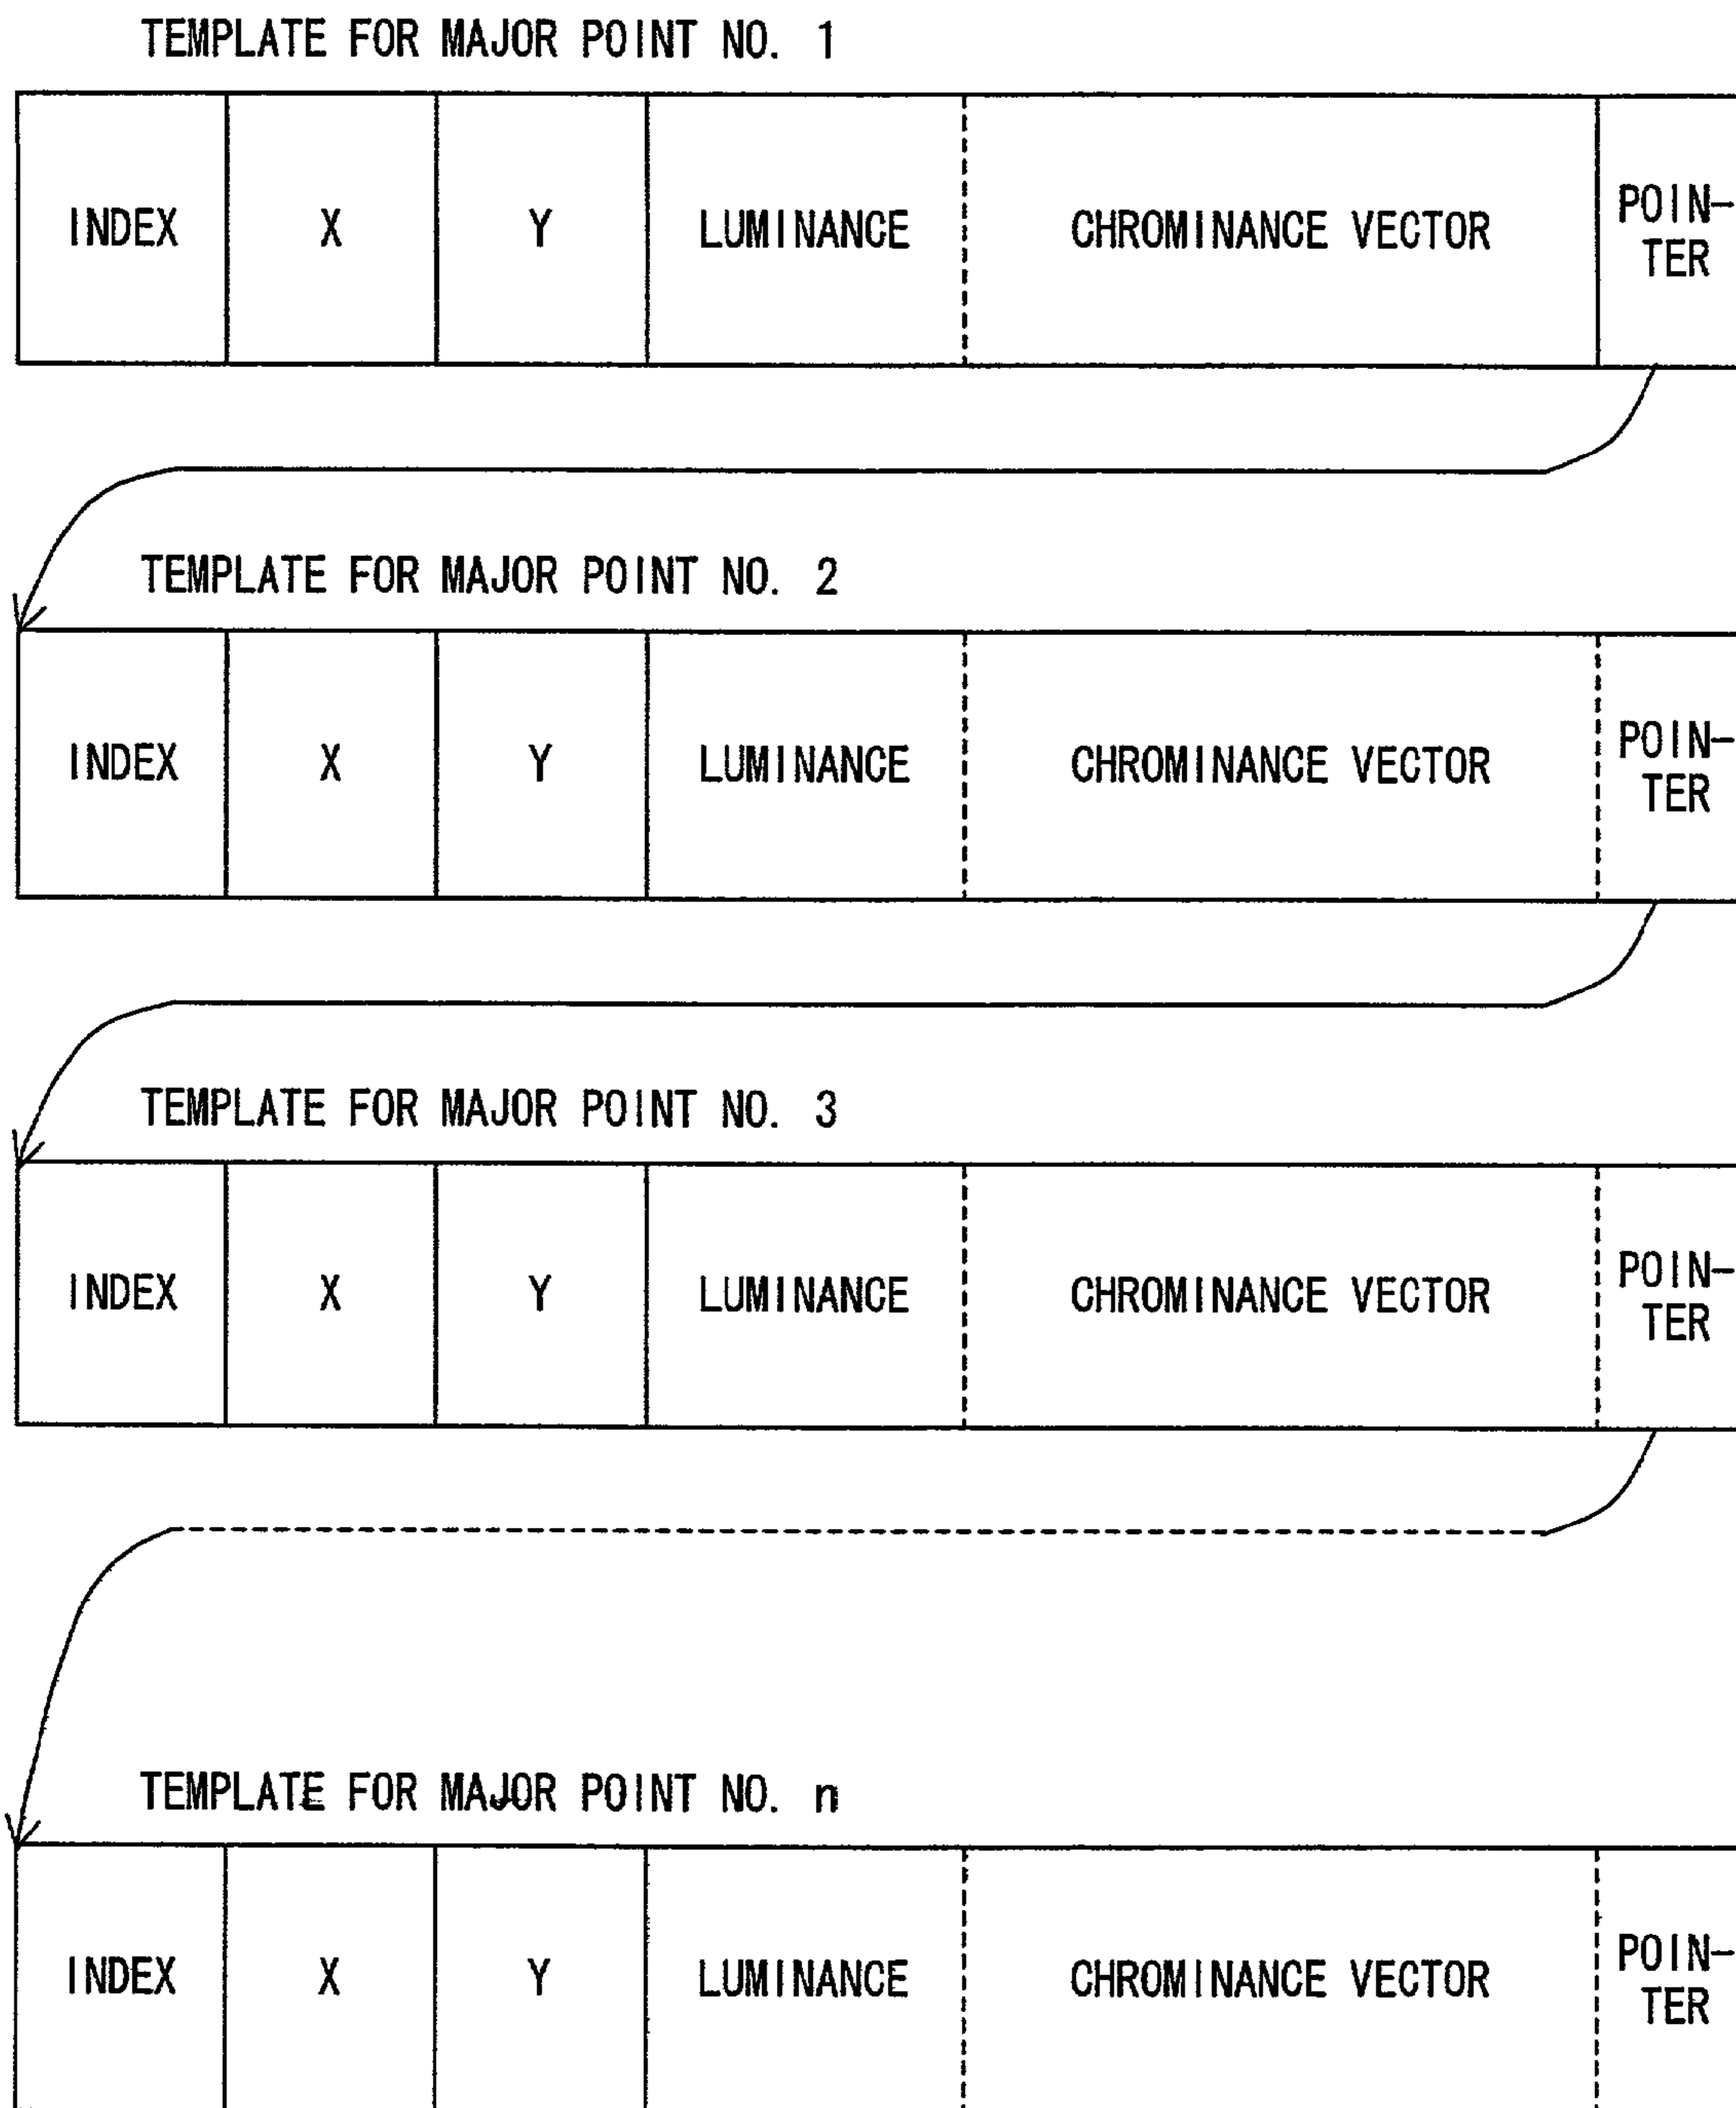 TEMPLATE FOR MAJOR POINT NO. 1
INDEX X Y LUMINANCE CHROMINANCE VECTOR POIN-
TER
TEMPLATE FOR MAJOR POINT NO. 2
INDEX X Y LUMINANCE CHROMINANCE VECTOR POIN-
TER
TEMPLATE FOR MAJOR POINT NO. 3
INDEX X Y LUMINANCE CHROMINANCE VECTOR POIN-
TER
TEMPLATE FOR MAJOR POINT NO. n
INDEX X Y LUMINANCE CHROMINANCE VECTOR POIN-
TER